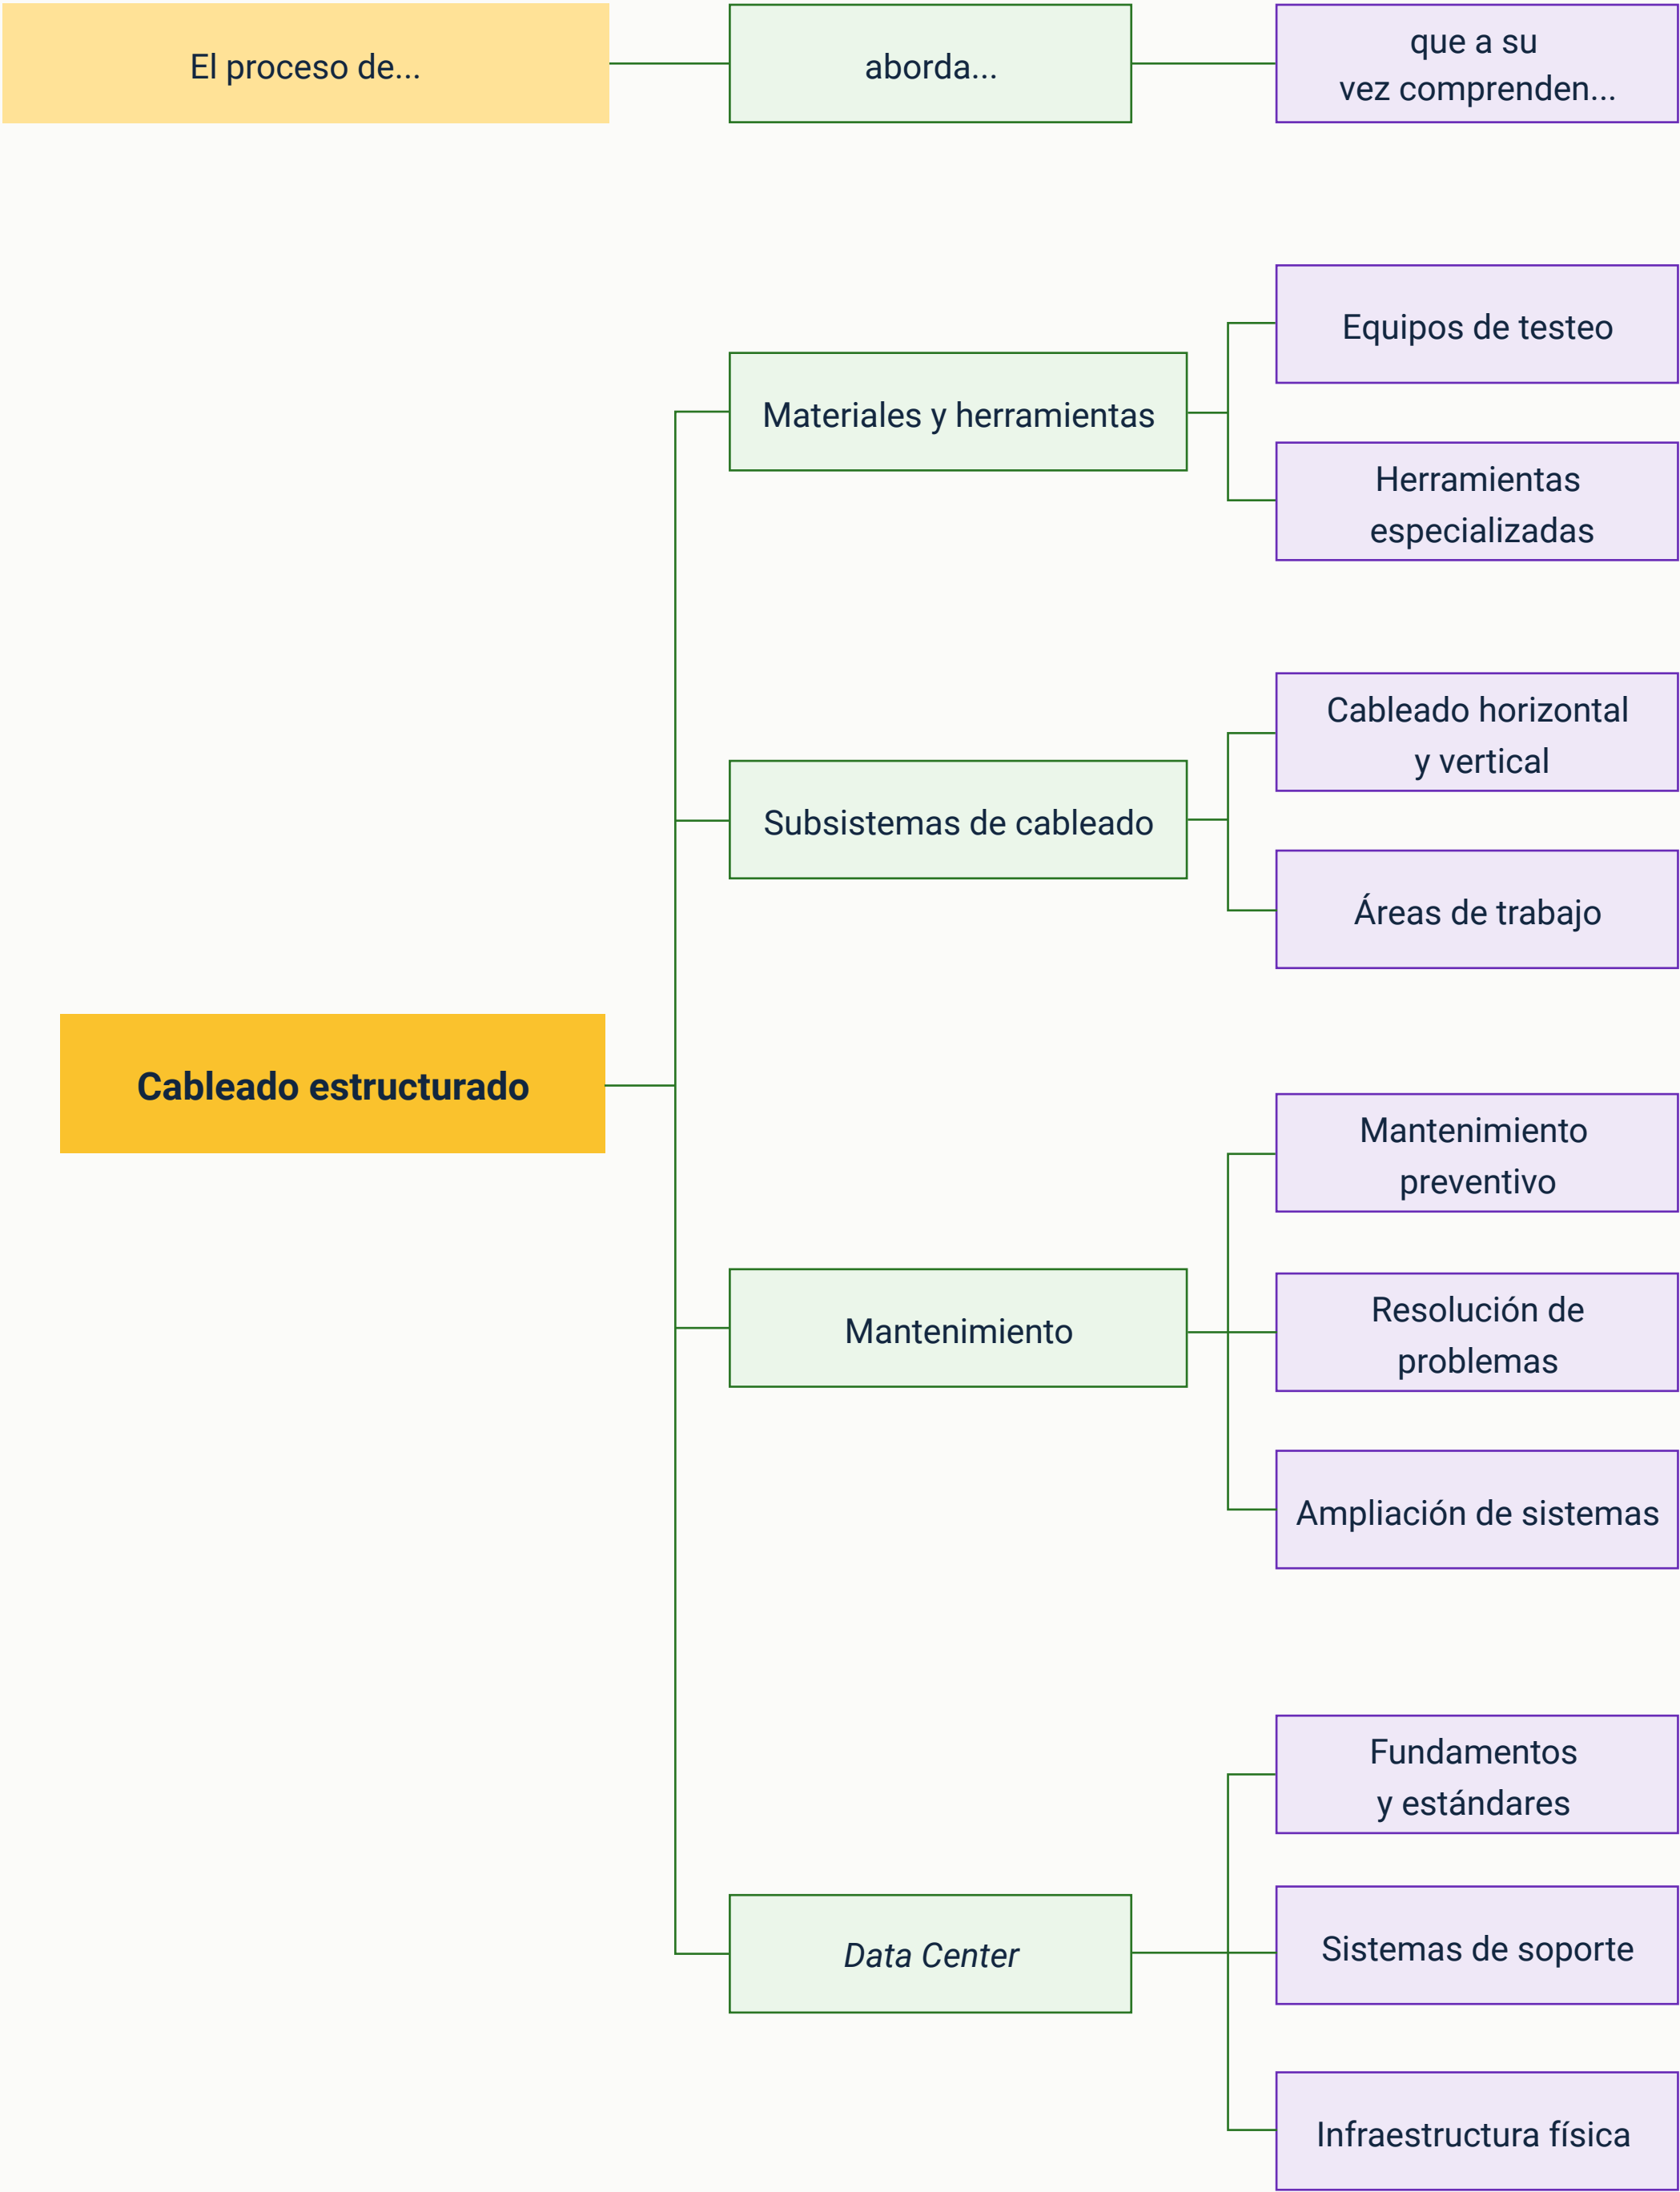 El proceso de...
aborda...
que a su
vez comprenden...
Equipos de testeo
Materiales y herramientas
Herramientas
especializadas
Cableado horizontal
y vertical
Subsistemas de cableado
Áreas de trabajo
Cableado estructurado
Mantenimiento
preventivo
Mantenimiento
Resolución de
problemas
Ampliación de sistemas
Fundamentos
y estándares
Data Center
Sistemas de soporte
Infraestructura física